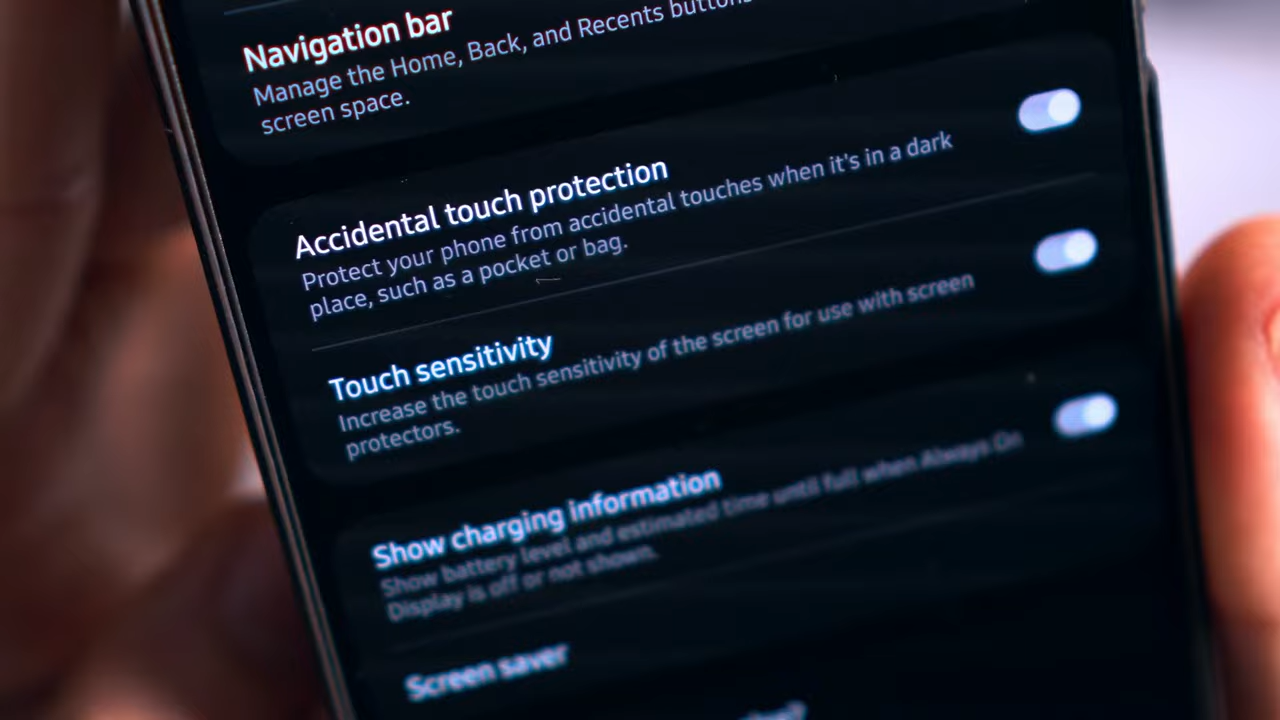 Navigation bar
Manage the Home, Back, and Recents buttons
screen space.
Accidental touch protection
Protect your phone from accidental touches when it's in a dark
place, such as a pocket or bag.
Touch sensitivity
Increase the touch sensitivity of the screen for use with screen
protectors.
Show charging information
Show battery level and estimated time until full when Always On
Display is off or not shown.
Screen saver